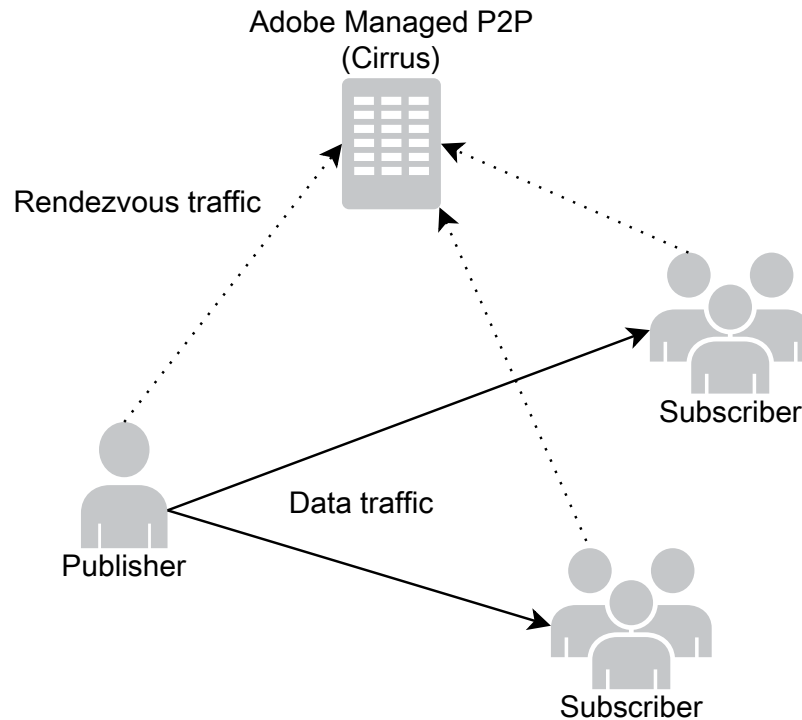 Adobe Managed P2P
(Cirrus)
Rendezvous traffic
Subscriber
Data traffic
Publisher
Subscriber